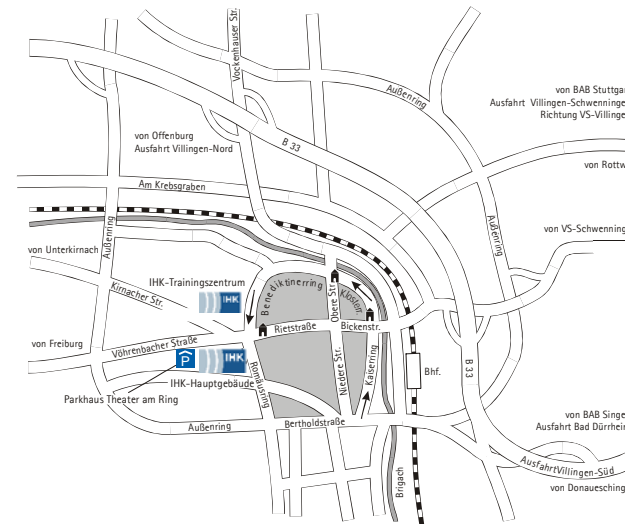 Vockenhauser Str.
Außenring
von BAB Stuttgar
Ausfahrt Villingen-Schwenninge
Richtung VS-Villinge
von Offenburg
Ausfahrt Villingen-Nord
B 33
von Rottw
Am Krebsgraben
Außenring
Außenring
von VS-Schwenning
von Unterkirnach
IHK-Trainingszentrum
Kirnacher Str.
IHK
Benediktinerring
Obere Str.
Klosterr.
Rietstraße
Bickenstr.
von Freiburg
Vöhrenbacher Straße
P
IHK
Romäusring
Niedere Str.
Kaiserring
Bhf.
B 33
IHK-Hauptgebäude
Parkhaus Theater am Ring
Außenring
Bertholdstraße
von BAB Singe
Ausfahrt Bad Dürrhein
Ausfahrt Villingen-Süd
Brigach
von Donauesching